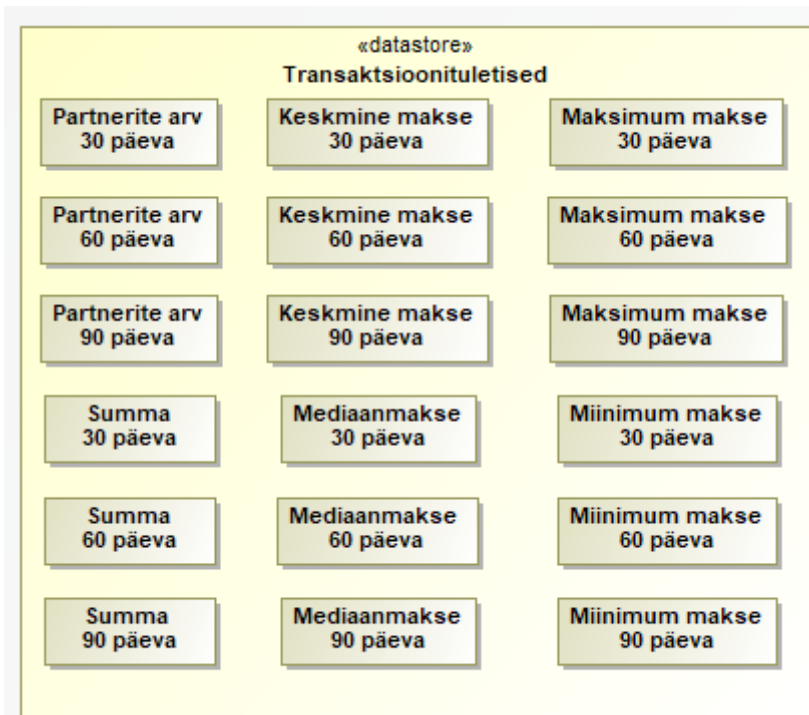 «datastore»
Transaktsioonituletised
Partnerite arv
30 päeva
Keskmine makse
30 päeva
Maksimum makse
30 päeva
Partnerite arv
60 päeva
Keskmine makse
60 päeva
Maksimum makse
60 päeva
Partnerite arv
90 päeva
Keskmine makse
90 päeva
Maksimum makse
90 päeva
Summa
30 päeva
Mediaanmakse
30 päeva
Miinimum makse
30 päeva
Summa
60 päeva
Mediaanmakse
60 päeva
Miinimum makse
60 päeva
Summa
90 päeva
Mediaanmakse
90 päeva
Miinimum makse
90 päeva